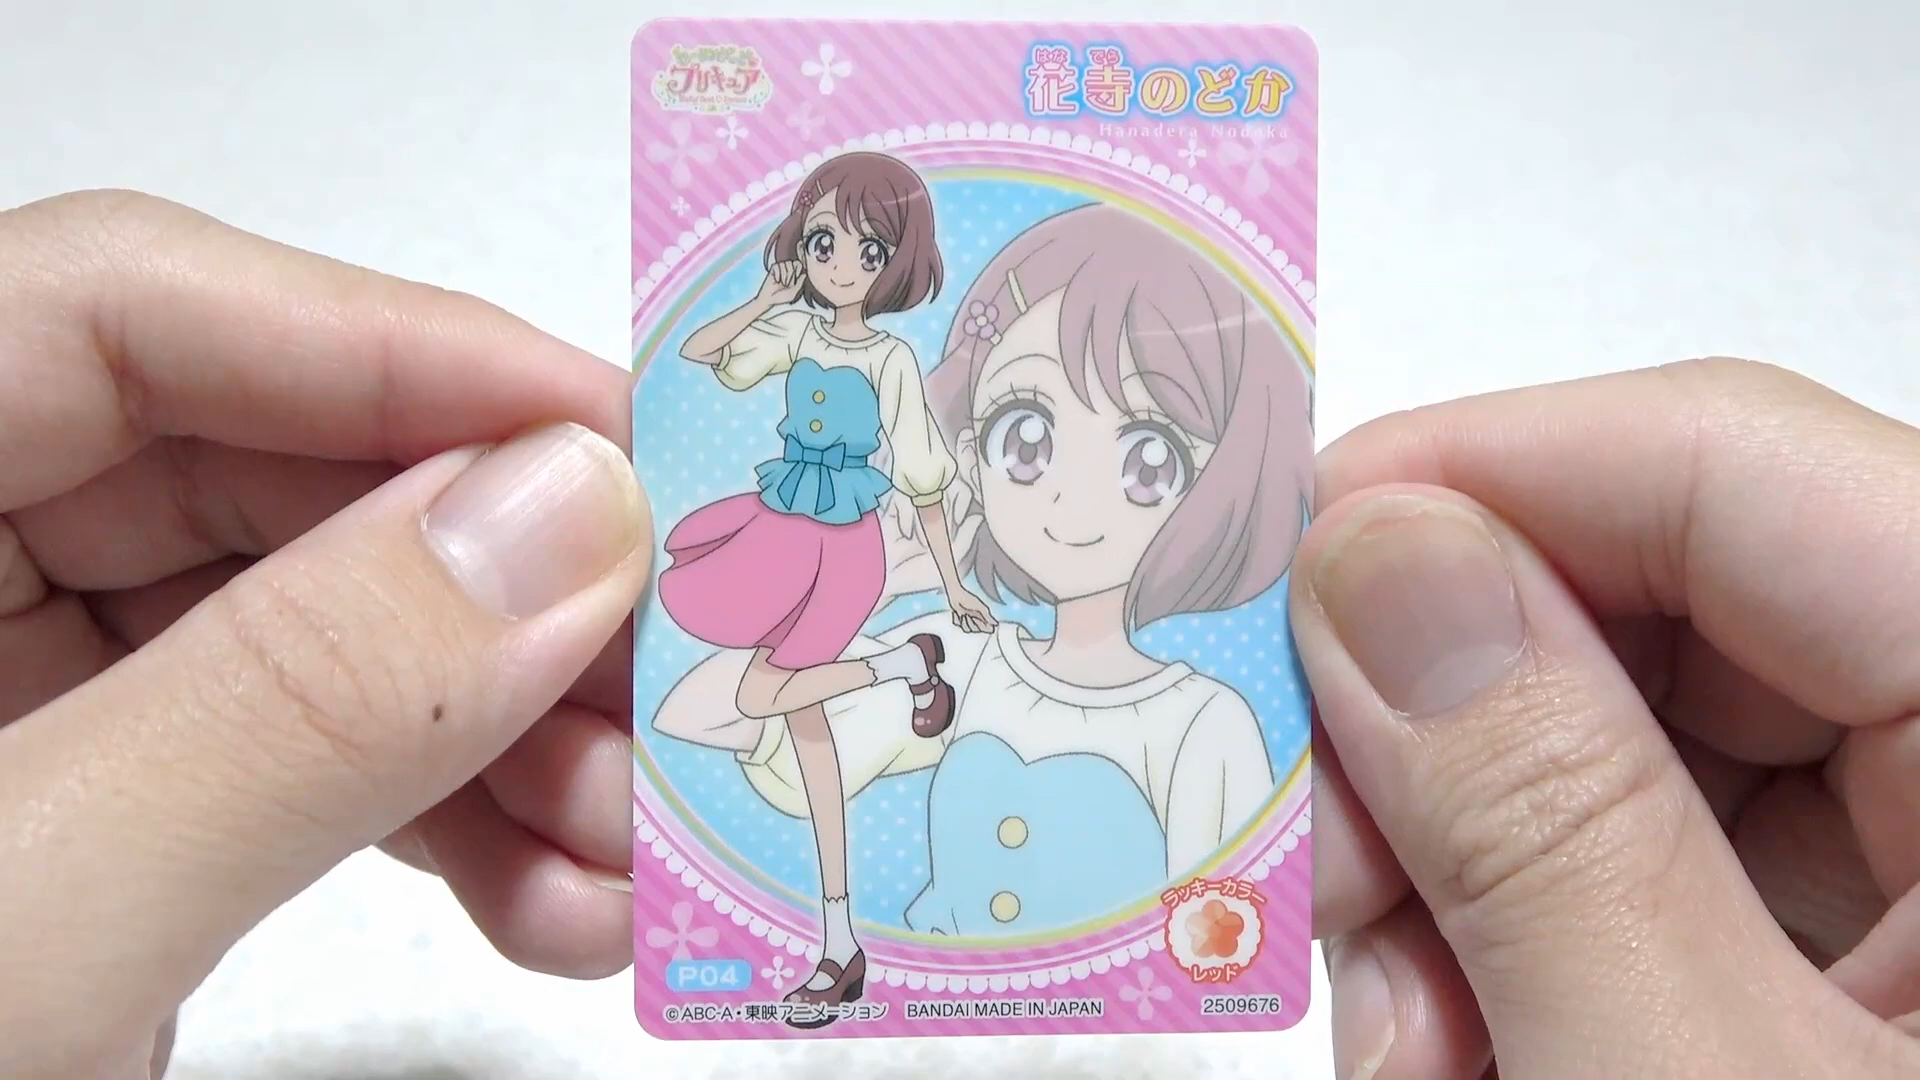 プリキュア
はな でら
花寺のどか
Hanadera Nodoka
ラッキーカラー
レッド
P04
©ABC-A・東映アニメーション BANDAI MADE IN JAPAN 2509676